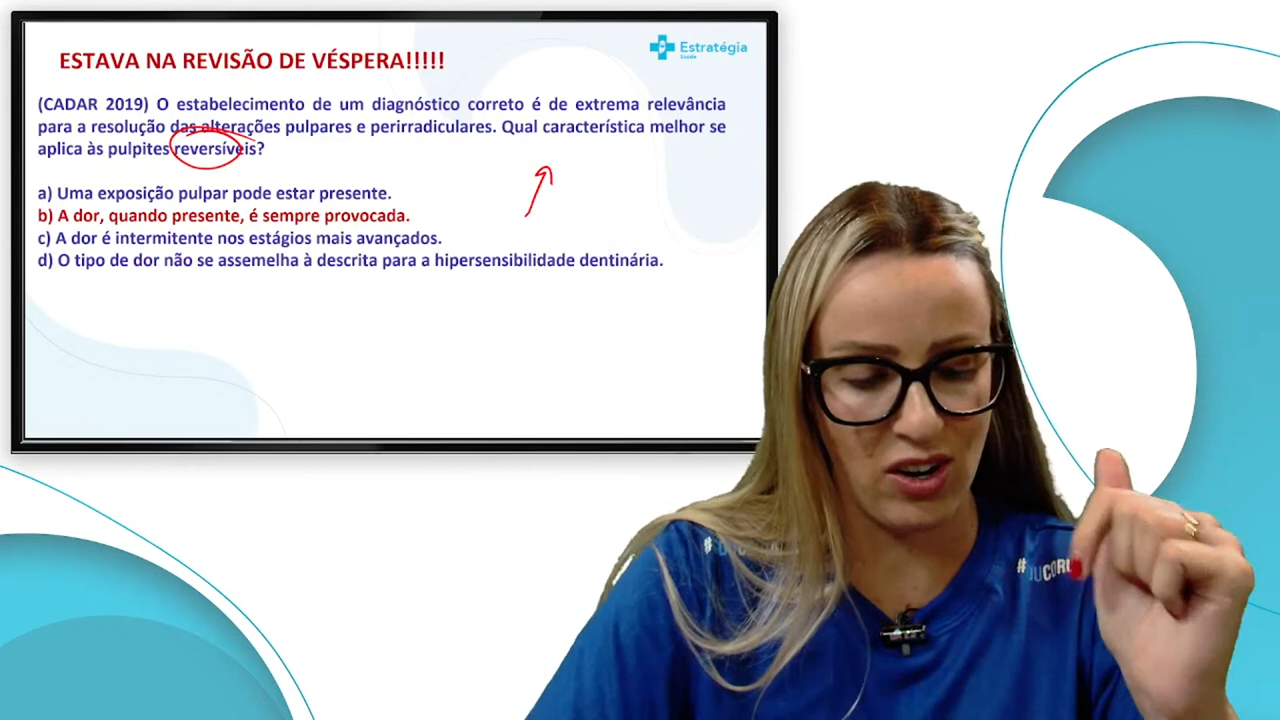 ESTAVA NA REVISÃO DE VÉSPERA!!!!!
Estratégia
Saúde
(CADAR 2019) O estabelecimento de um diagnóstico correto é de extrema relevância
para a resolução das alterações pulpares e perirradiculares. Qual característica melhor se
aplica às pulpites reversíveis?
a) Uma exposição pulpar pode estar presente.
b) A dor, quando presente, é sempre provocada.
c) A dor é intermitente nos estágios mais avançados.
d) O tipo de dor não se assemelha à descrita para a hipersensibilidade dentinária.